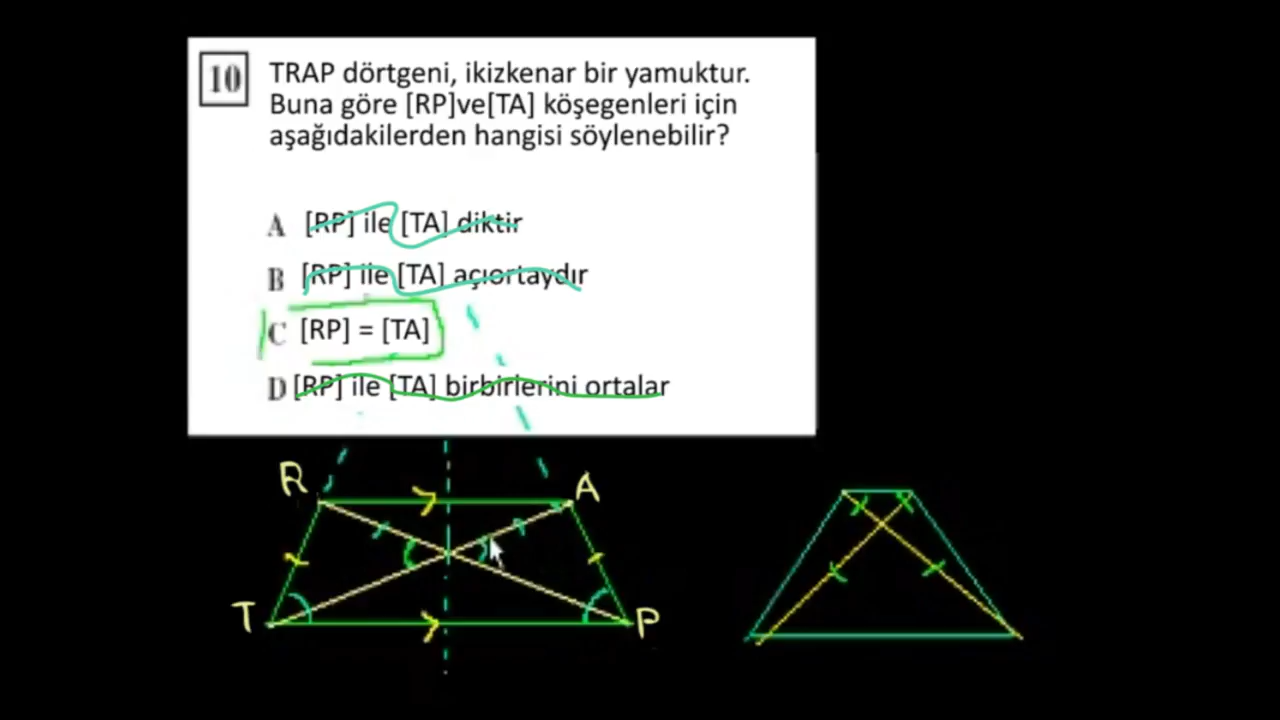 10 TRAP dörtgeni, ikizkenar bir yamuktur.
Buna göre [RP]ve[TA] köşegenleri için
aşağıdakilerden hangisi söylenebilir?
A [RP] ile [TA] diktir
B [RP] ile [TA] açıortaydır
C [RP] = [TA]
D [RP] ile [TA] birbirlerini ortalar
R A
T P